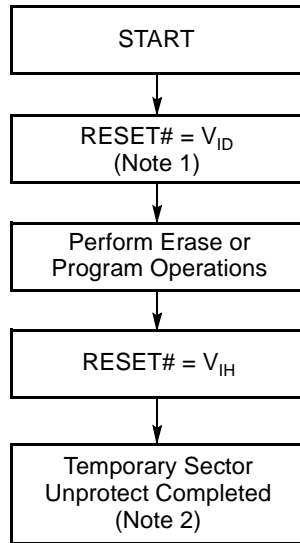 START
RESET# = V_ID
(Note 1)
Perform Erase or
Program Operations
RESET# = V_IH
Temporary Sector
Unprotect Completed
(Note 2)